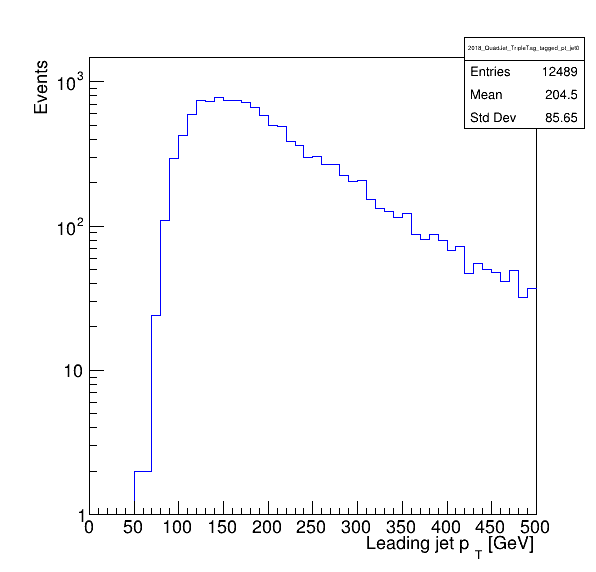 2018_QuadJet_TripleTag_tagged_pt_jet0
Entries 12489
Mean 204.5
Std Dev 85.65
Events
10³
10²
10
1
0 50 100 150 200 250 300 350 400 450 500
Leading jet p_T [GeV]